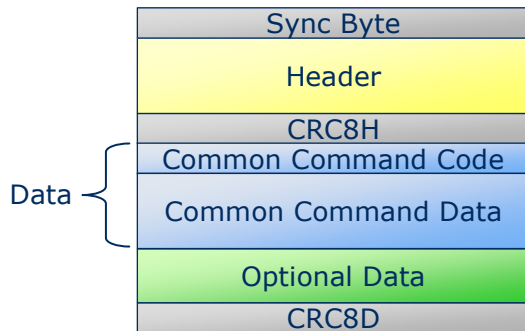 Sync Byte
Header
CRC8H
Common Command Code
Data
Common Command Data
Optional Data
CRC8D